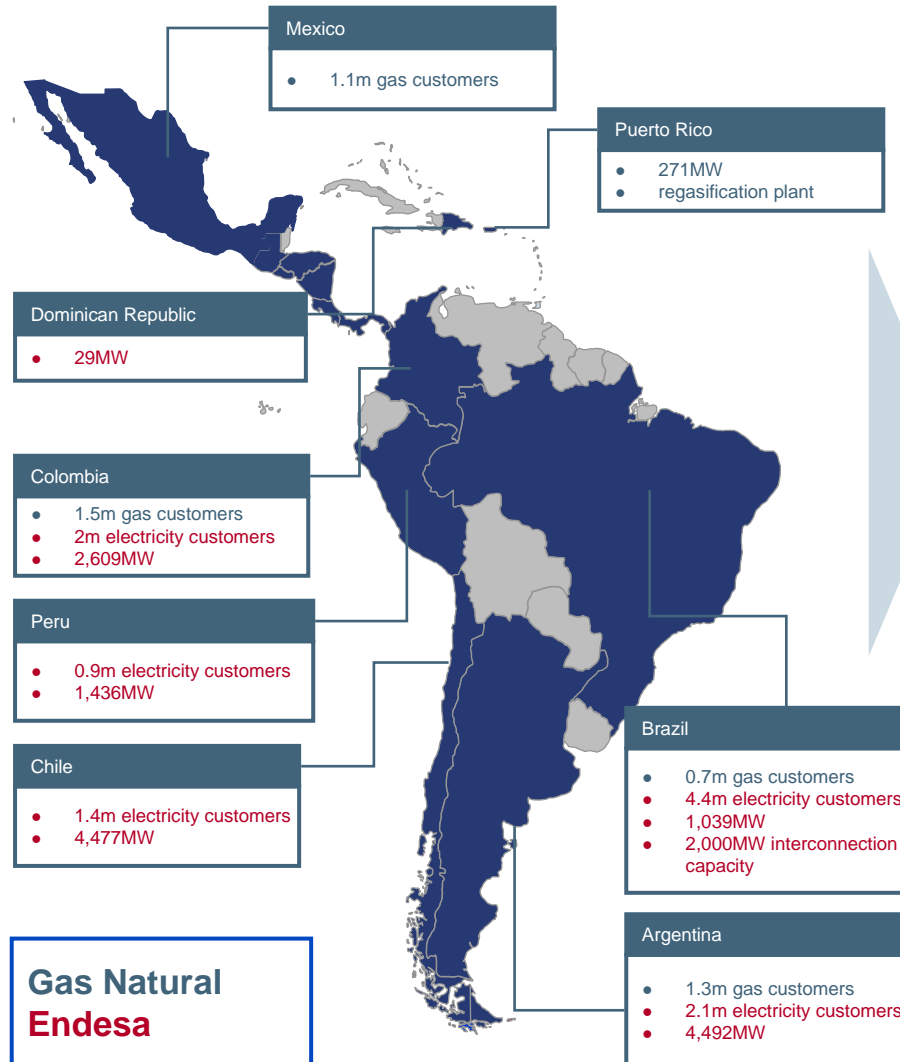 Mexico
● 1.1m gas customers
Puerto Rico
● 271MW
● regasification plant
Dominican Republic
● 29MW
Colombia
● 1.5m gas customers
● 2m electricity customers
● 2,609MW
Peru
● 0.9m electricity customers
● 1,436MW
Chile
● 1.4m electricity customers
● 4,477MW
Brazil
● 0.7m gas customers
● 4.4m electricity customers
● 1,039MW
● 2,000MW interconnection
capacity
Argentina
● 1.3m gas customers
● 2.1m electricity customers
● 4,492MW
Gas Natural
Endesa